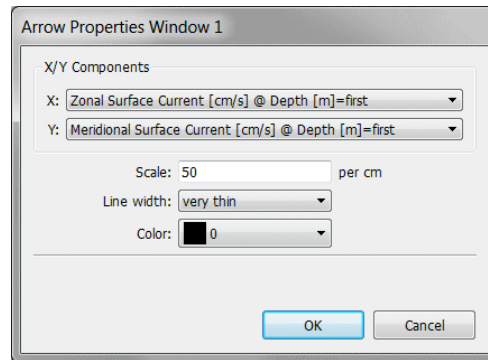 Arrow Properties Window 1
X/Y Components
X: Zonal Surface Current [cm/s] @ Depth [m]=first
Y: Meridional Surface Current [cm/s] @ Depth [m]=first
Scale: 50 per cm
Line width: very thin
Color: 0
OK Cancel